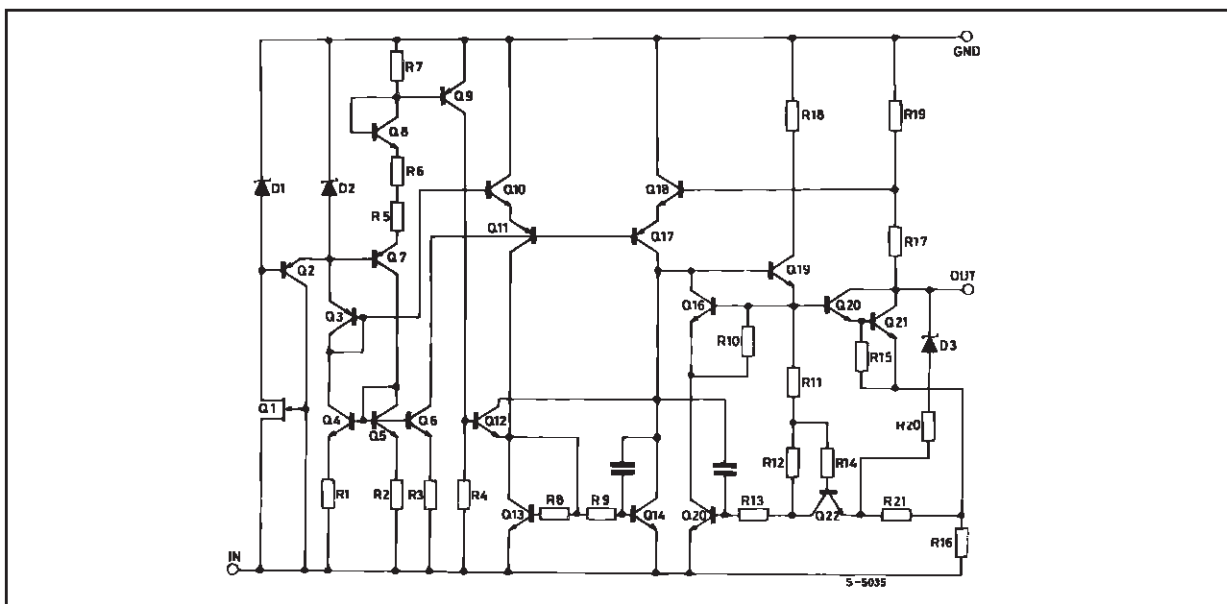 GND
R7
Q9
Q8
R18
R19
R6
D1
D2
Q10
Q18
R5
Q11
Q17
R17
Q7
Q2
Q19
OUT
Q16
Q20
Q21
Q3
R10
R15
D3
R11
Q1
Q4
Q5
Q6
Q12
R20
R12
R14
R1
R2
R3
R4
R8
R9
R13
R21
Q13
Q14
Q20
Q22
R16
IN
S-5035